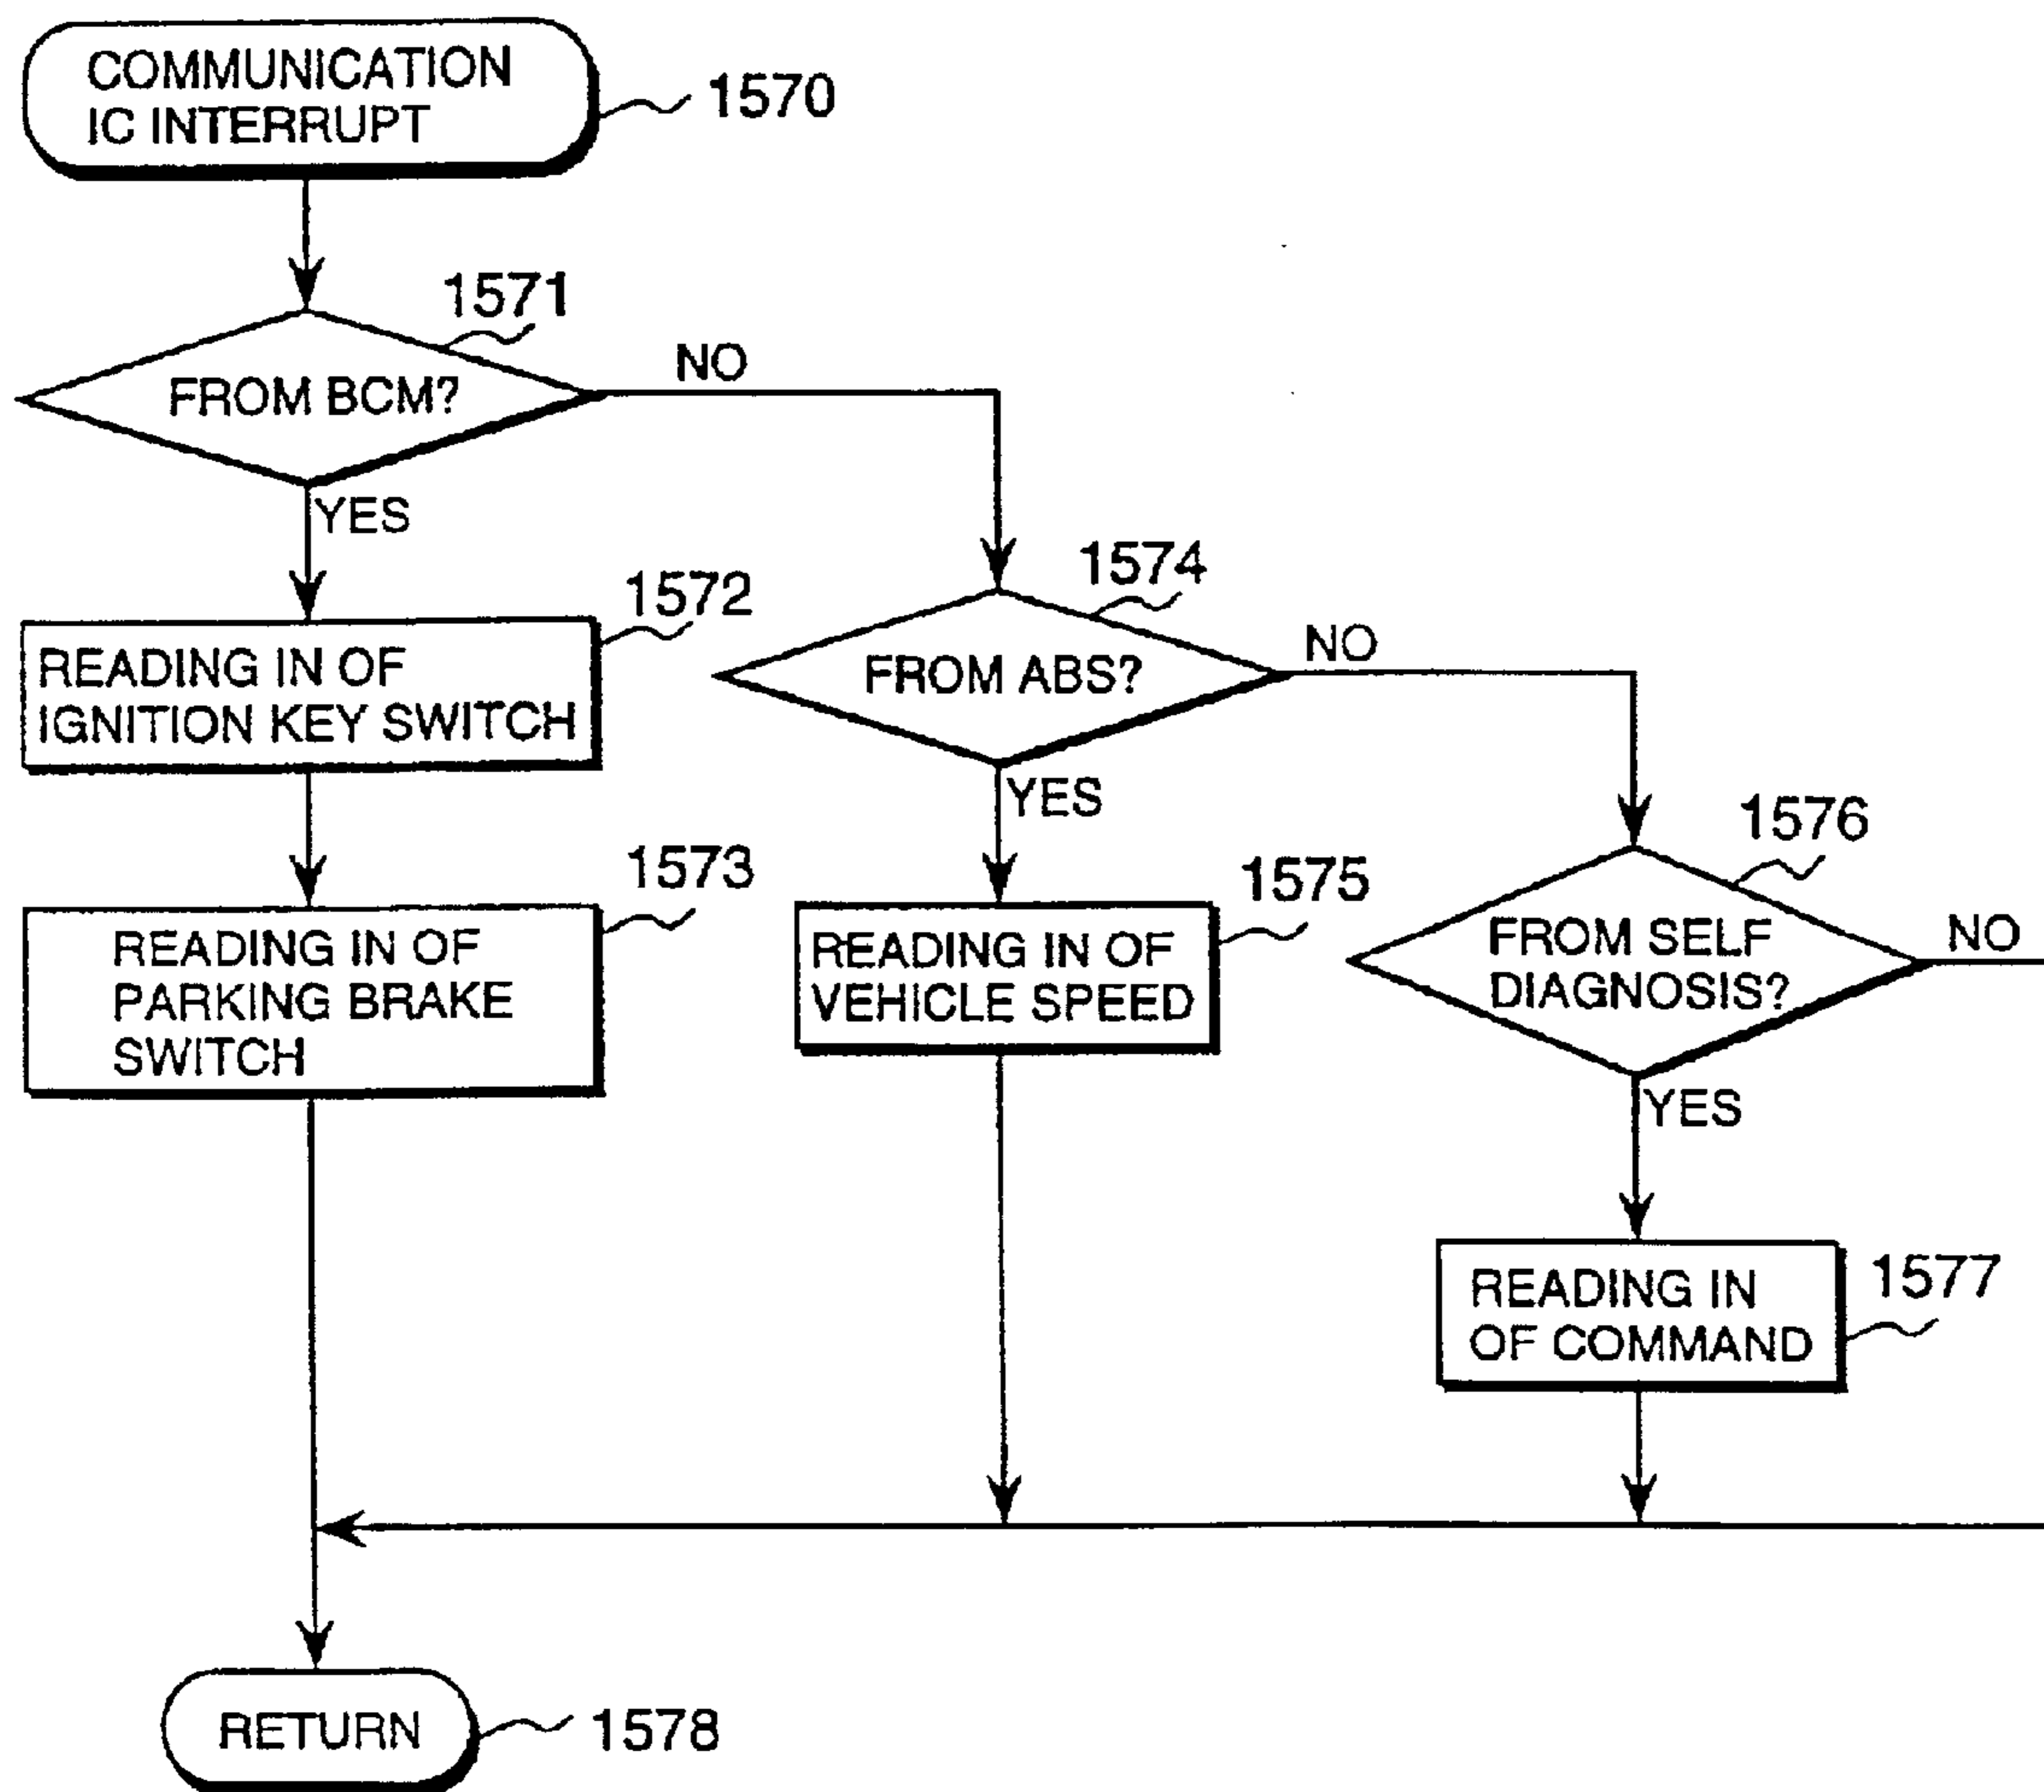 COMMUNICATION
IC INTERRUPT
1570
1571
FROM BCM?
NO
YES
1572
READING IN OF
IGNITION KEY SWITCH
1573
READING IN OF
PARKING BRAKE
SWITCH
1574
FROM ABS?
NO
YES
1575
READING IN OF
VEHICLE SPEED
1576
FROM SELF
DIAGNOSIS?
NO
YES
1577
READING IN
OF COMMAND
RETURN
1578